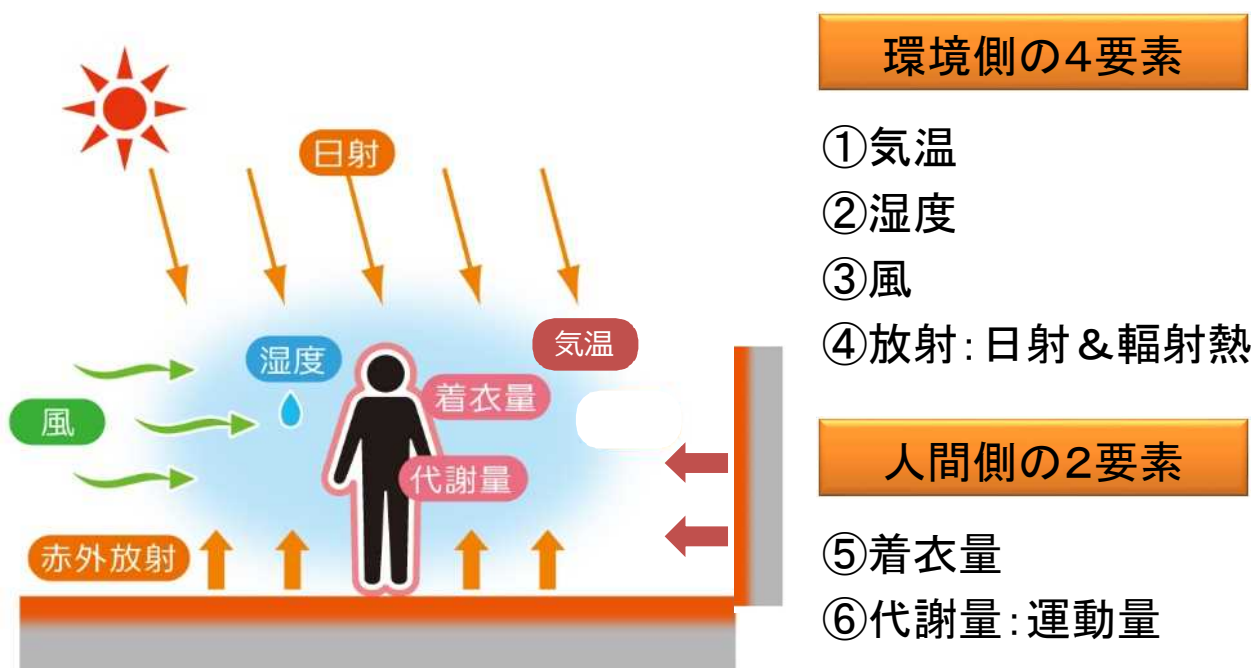 日射
湿度
気温
着衣量
風
代謝量
赤外放射
環境側の4要素
①気温
②湿度
③風
④放射:日射&輻射熱
人間側の2要素
⑤着衣量
⑥代謝量:運動量